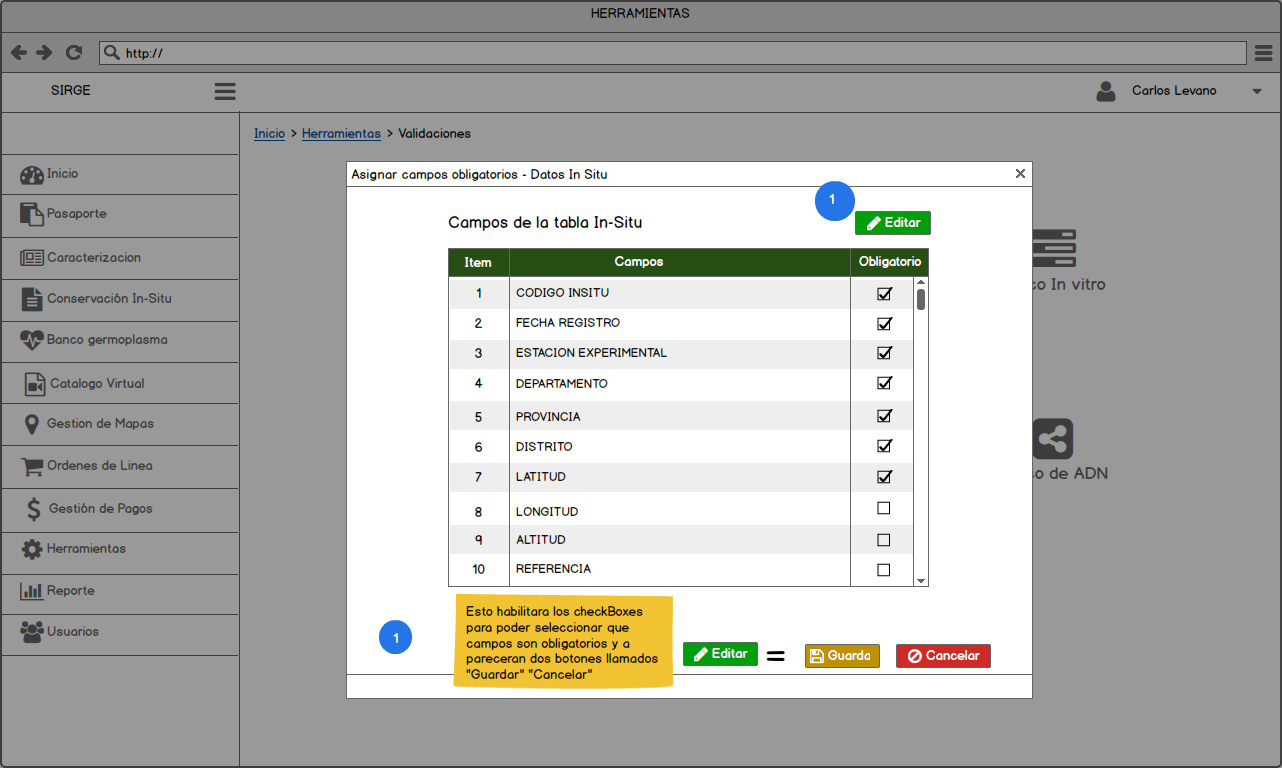 HERRAMIENTAS
http://
SIRGE
Carlos Levano
Inicio > Herramientas > Validaciones
Inicio
Pasaporte
Caracterizacion
Conservación In-Situ
Banco germoplasma
Catalogo Virtual
Gestion de Mapas
Ordenes de Linea
Gestión de Pagos
Herramientas
Reporte
Usuarios
Asignar campos obligatorios - Datos In Situ
1
Campos de la tabla In-Situ
Editar
Item Campos Obligatorio
1 CODIGO INSITU
2 FECHA REGISTRO
3 ESTACION EXPERIMENTAL
4 DEPARTAMENTO
5 PROVINCIA
6 DISTRITO
7 LATITUD
8 LONGITUD
9 ALTITUD
10 REFERENCIA
1
Esto habilitara los checkBoxes
para poder seleccionar que
campos son obligatorios y a
pareceran dos botones llamados
"Guardar" "Cancelar"
Editar = Guarda Cancelar
co In vitro
o de ADN